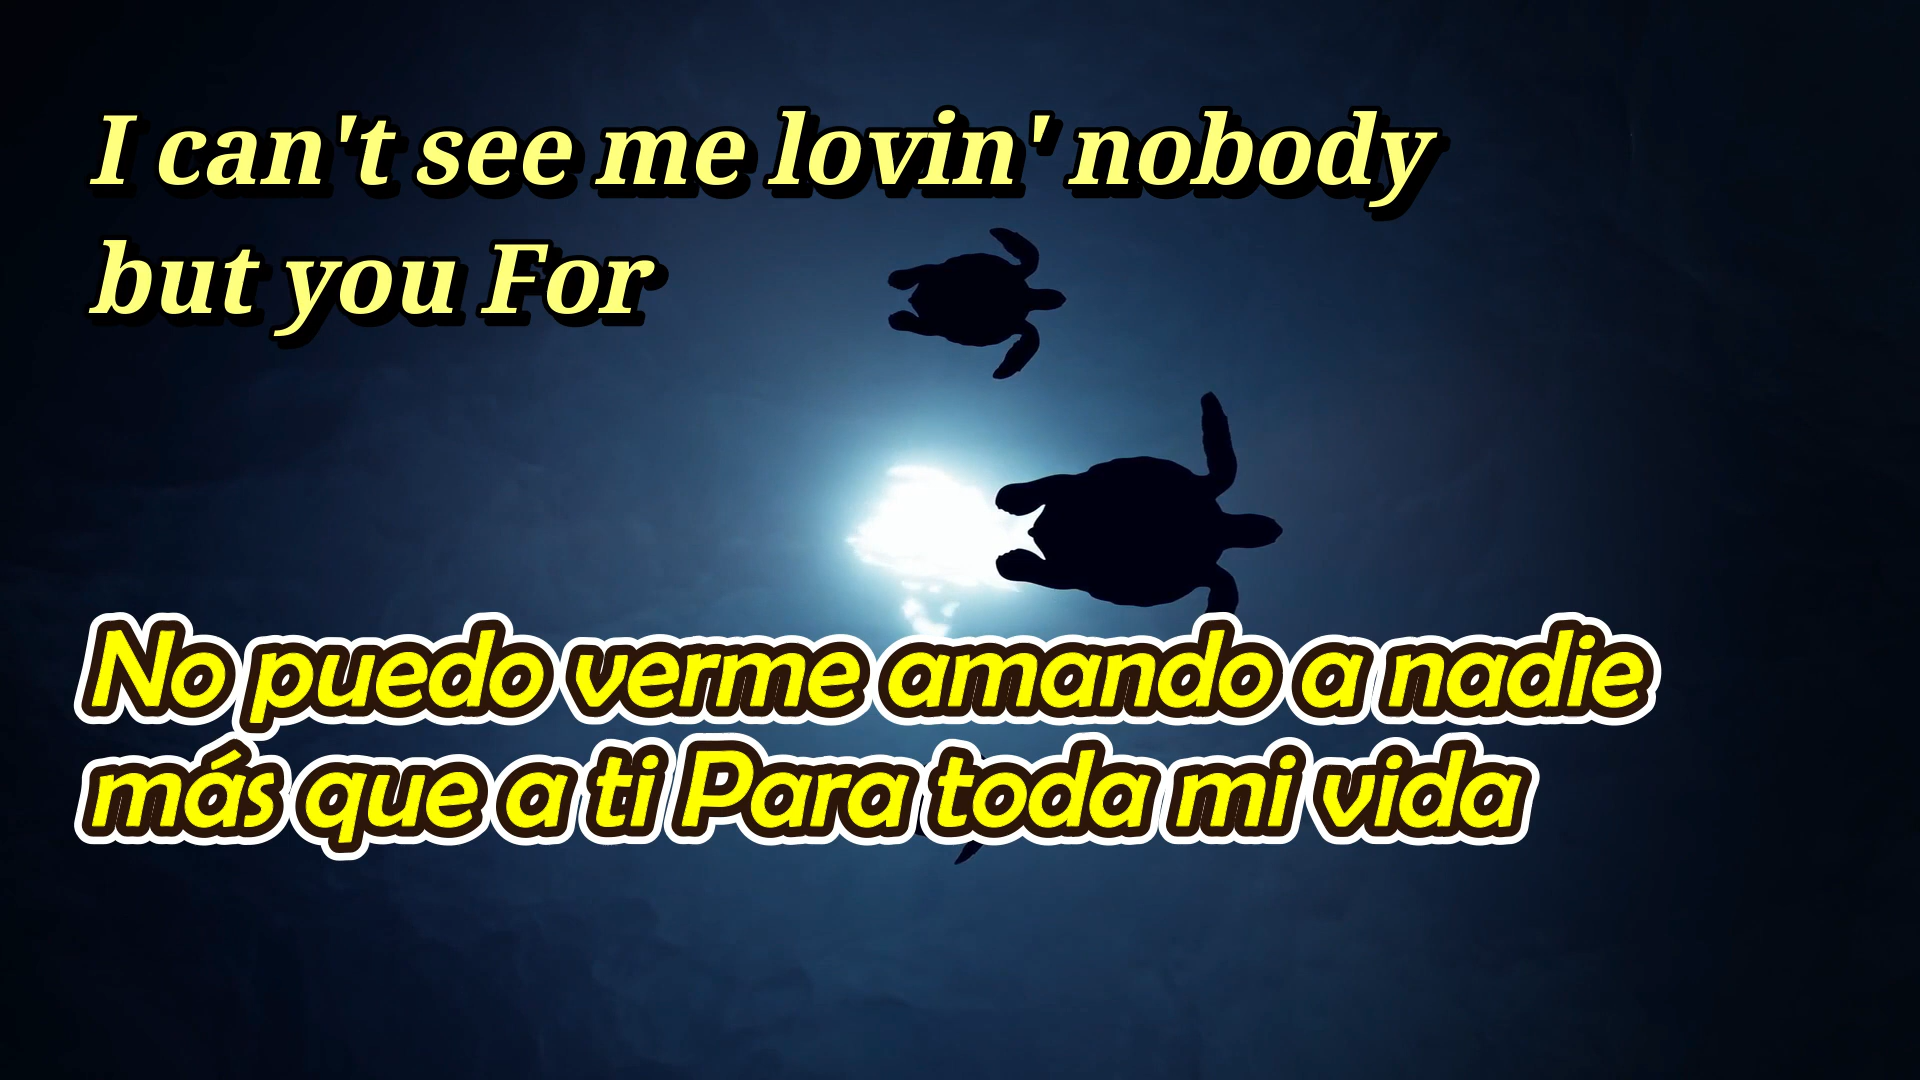 I can't see me lovin' nobody
but you For
No puedo verme amando a nadie
más que a ti Para toda mi vida